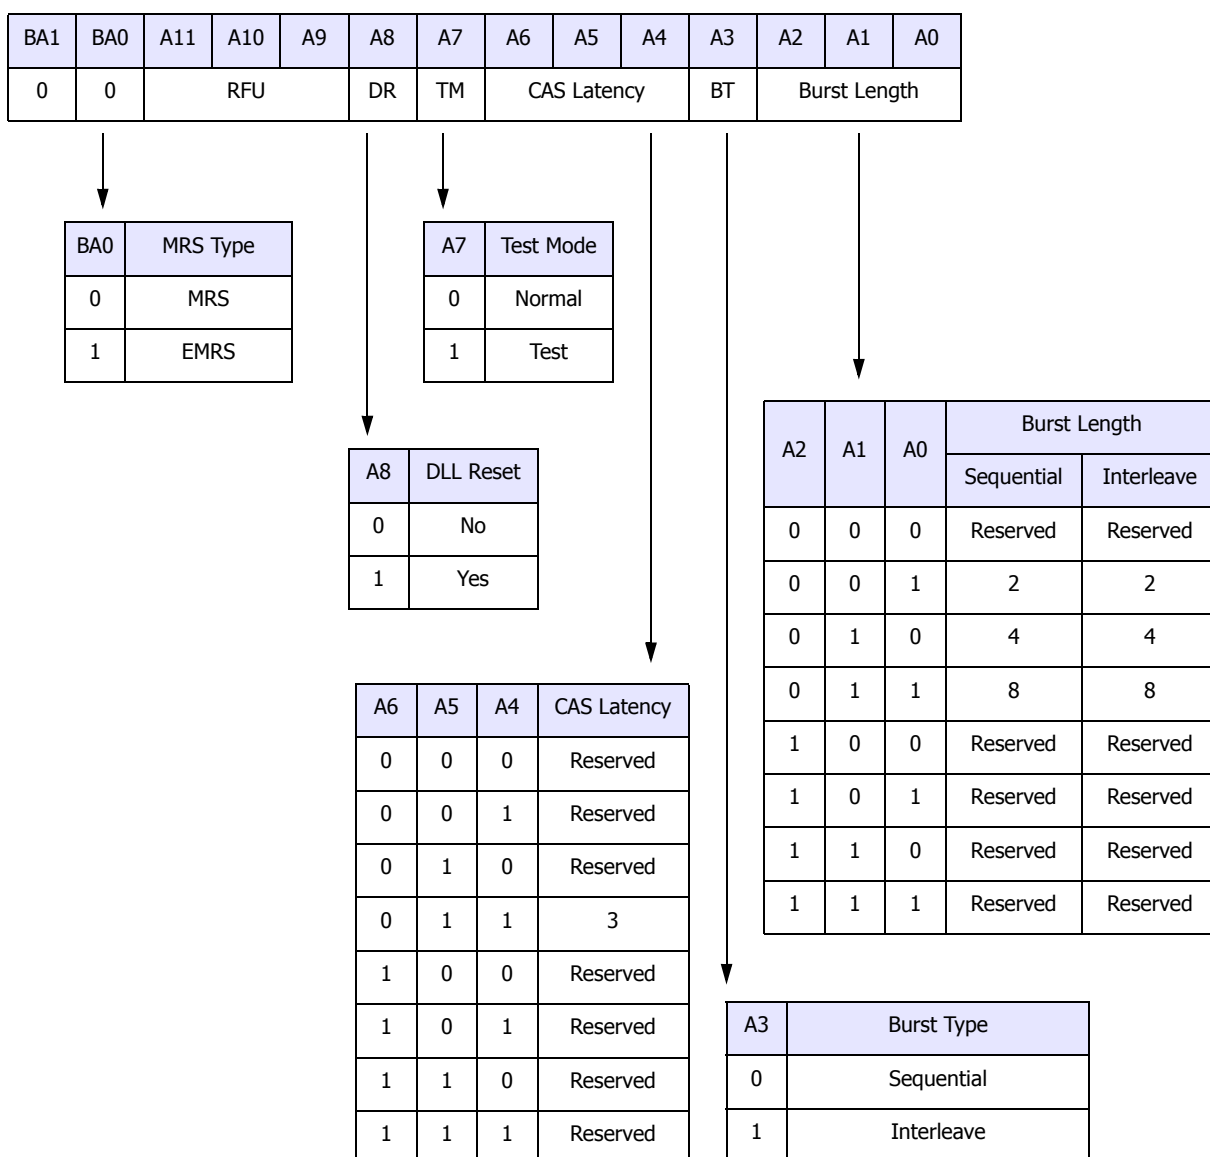 BA1 BA0 A11 A10 A9 A8 A7 A6 A5 A4 A3 A2 A1 A0
0 0 RFU DR TM CAS Latency BT Burst Length
BA0 MRS Type
0 MRS
1 EMRS
A7 Test Mode
0 Normal
1 Test
A8 DLL Reset
0 No
1 Yes
A2 A1 A0 Burst Length
Sequential Interleave
0 0 0 Reserved Reserved
0 0 1 2 2
0 1 0 4 4
0 1 1 8 8
1 0 0 Reserved Reserved
1 0 1 Reserved Reserved
1 1 0 Reserved Reserved
1 1 1 Reserved Reserved
A6 A5 A4 CAS Latency
0 0 0 Reserved
0 0 1 Reserved
0 1 0 Reserved
0 1 1 3
1 0 0 Reserved
1 0 1 Reserved
1 1 0 Reserved
1 1 1 Reserved
A3 Burst Type
0 Sequential
1 Interleave